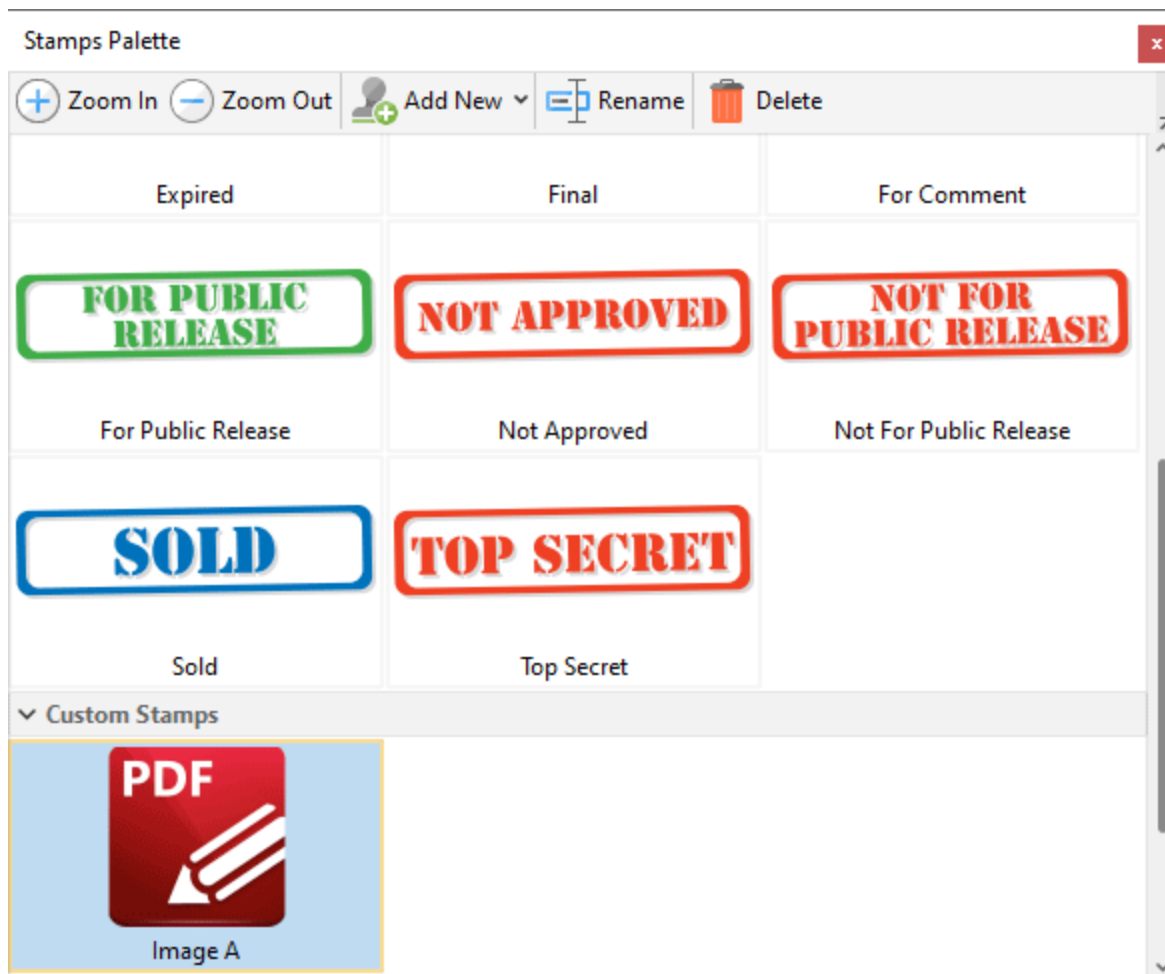 Stamps Palette
x
Zoom In Zoom Out Add New Rename Delete
Expired Final For Comment
FOR PUBLIC
RELEASE
NOT APPROVED
NOT FOR
PUBLIC RELEASE
For Public Release Not Approved Not For Public Release
SOLD TOP SECRET
Sold Top Secret
Custom Stamps
PDF
Image A